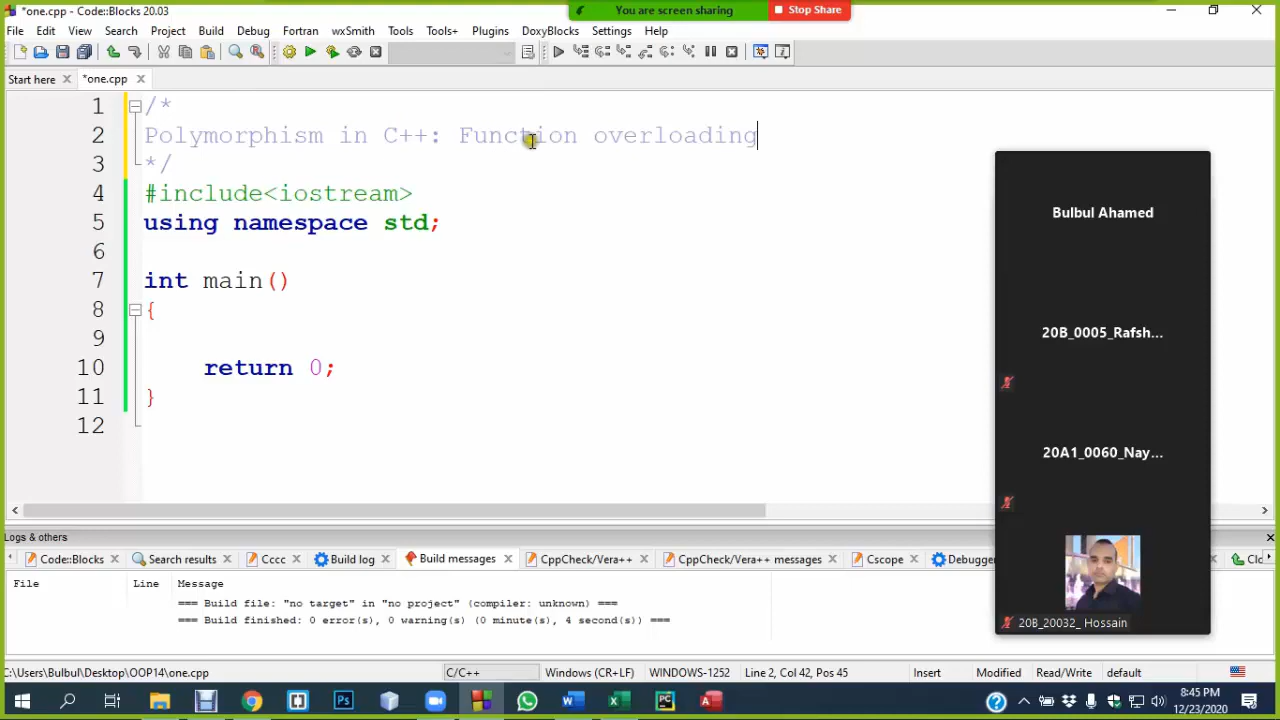 *one.cpp - Code::Blocks 20.03
You are screen sharing
Stop Share
File Edit View Search Project Build Debug Fortran wxSmith Tools Tools+ Plugins DoxyBlocks Settings Help
Start here
*one.cpp
1 /*
2 Polymorphism in C++: Function overloading
3 */
4 #include<iostream>
5 using namespace std;
6
7 int main()
8 {
9
10 return 0;
11 }
12
Bulbul Ahamed
20B_0005_Rafsh...
20A1_0060_Nay...
20B_20032_ Hossain
Logs & others
Code::Blocks
Search results
Cccc
Build log
Build messages
CppCheck/Vera++
CppCheck/Vera++ messages
Cscope
Debugge
Clo
File Line Message
=== Build file: "no target" in "no project" (compiler: unknown) ===
=== Build finished: 0 error(s), 0 warning(s) (0 minute(s), 4 second(s)) ===
C:\Users\Bulbul\Desktop\OOP14\one.cpp
C/C++
Windows (CR+LF)
WINDOWS-1252
Line 2, Col 42, Pos 45
Insert
Modified
Read/Write
default
8:45 PM
12/23/2020